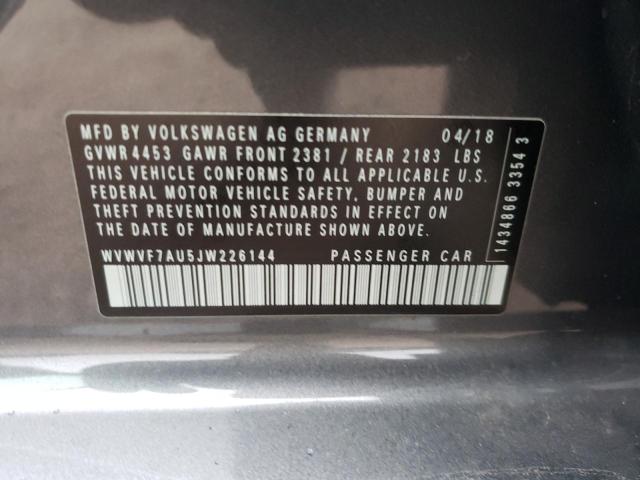 MFD BY VOLKSWAGEN AG GERMANY 04/18
GVWR 4453 GAWR FRONT 2381 / REAR 2183 LBS
THIS VEHICLE CONFORMS TO ALL APPLICABLE U.S.
FEDERAL MOTOR VEHICLE SAFETY, BUMPER AND
THEFT PREVENTION STANDARDS IN EFFECT ON
THE DATE OF MANUFACTURE SHOWN ABOVE.
WVWVF7AU5JW226144 PASSENGER CAR
1434866 3354 3